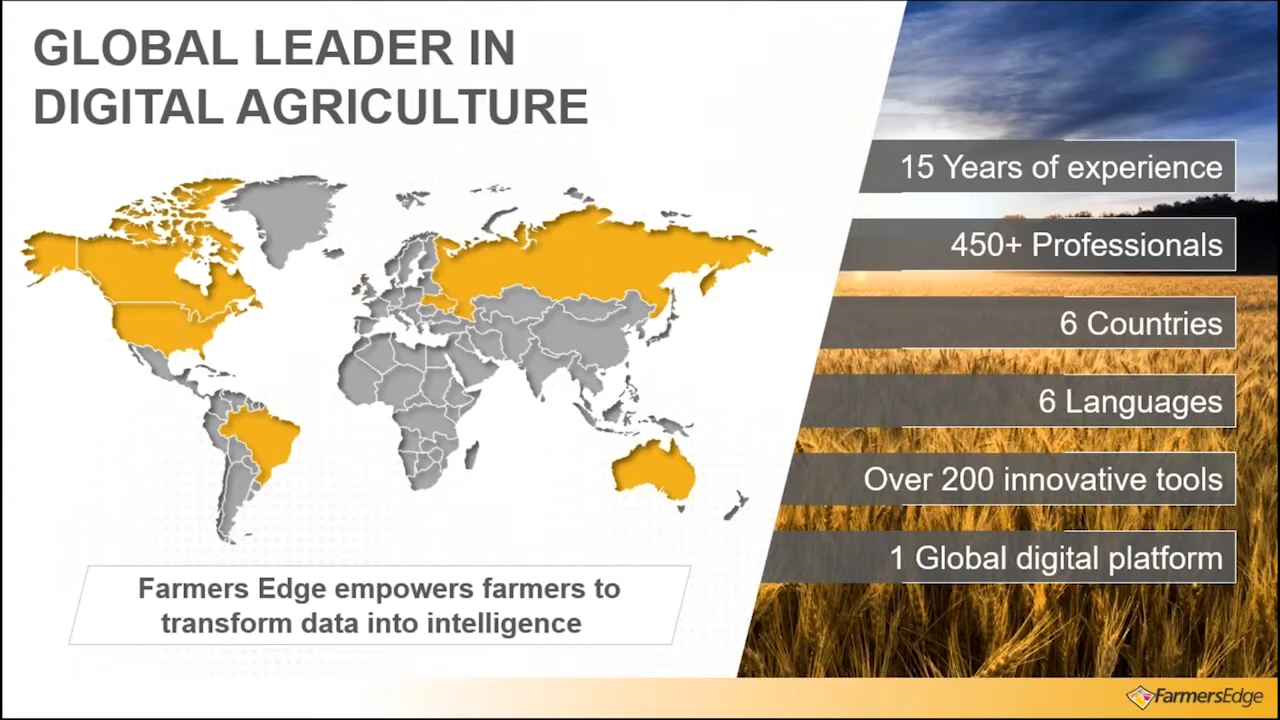 GLOBAL LEADER IN
DIGITAL AGRICULTURE
15 Years of experience
450+ Professionals
6 Countries
6 Languages
Over 200 innovative tools
1 Global digital platform
Farmers Edge empowers farmers to
transform data into intelligence
FarmersEdge